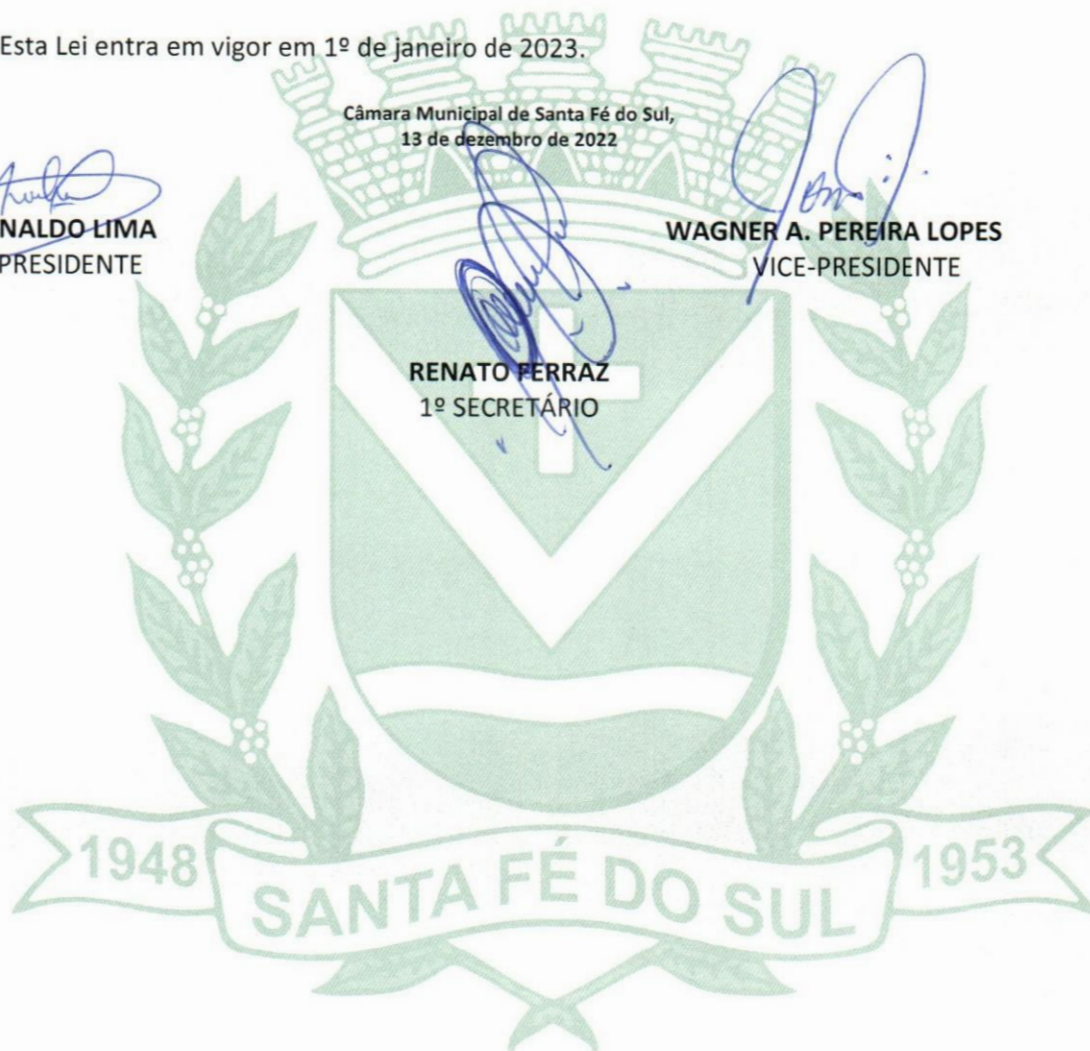 Esta Lei entra em vigor em 1º de janeiro de 2023.
Câmara Municipal de Santa Fé do Sul,
13 de dezembro de 2022
NALDO LIMA
PRESIDENTE
WAGNER A. PEREIRA LOPES
VICE-PRESIDENTE
RENATO FERRAZ
1º SECRETÁRIO
1948
SANTA FÉ DO SUL
1953